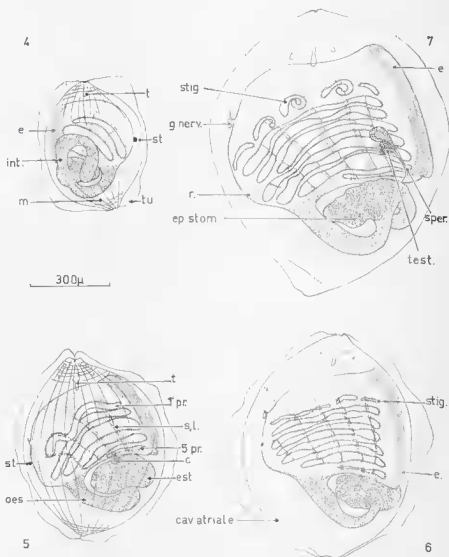 4
t
e
st
int.
m
tu
7
e
stig
g nerv.
r.
ep stom
sper.
test.
300µ
t
1 pr.
s.l.
5 pr.
st
c
est
oes
5
stig.
e.
cav atriale
6